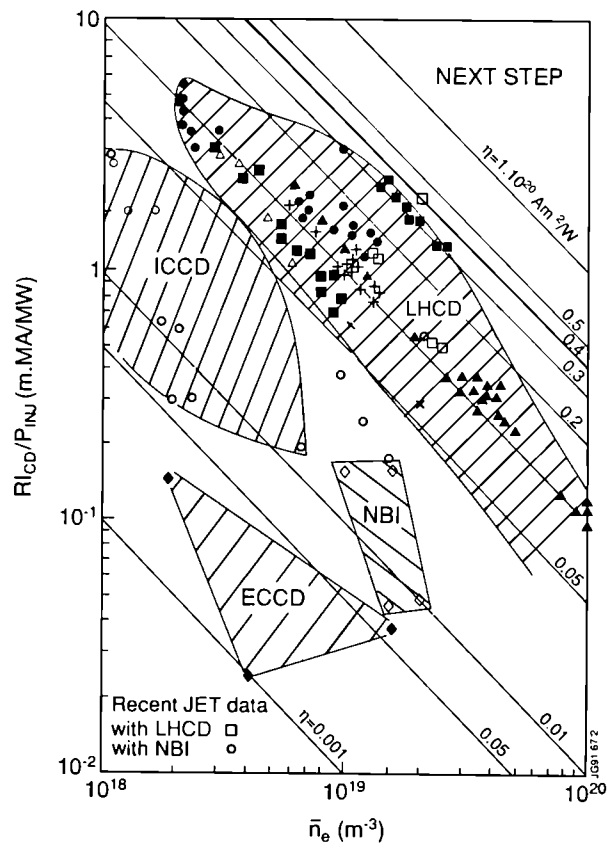 10
1
10⁻¹
10⁻²
RI_CD/P_INJ (m.MA/MW)
NEXT STEP
η=1.10²⁰ Am²/W
0.5
0.4
0.3
0.2
0.05
ICCD
LHCD
NBI
ECCD
Recent JET data
with LHCD □
with NBI ○
η=0.001
0.05
0.01
10¹⁸
10¹⁹
10²⁰
n̄_e (m⁻³)
JG91 67 2